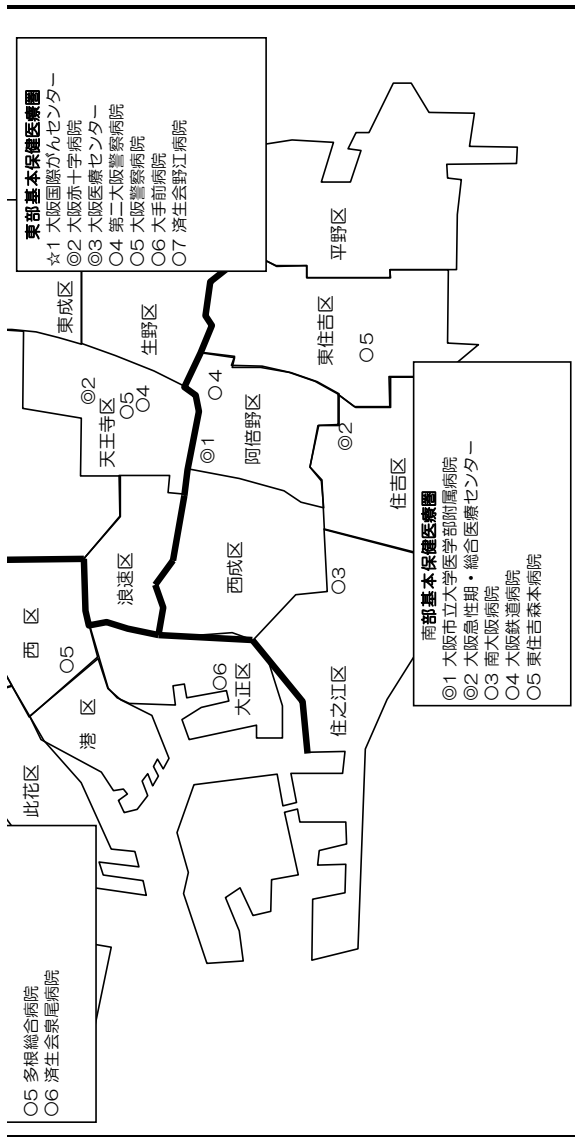 東部基本保健医療圏
☆1 大阪国際がんセンター
◎2 大阪赤十字病院
◎3 大阪医療センター
○4 第二大阪警察病院
○5 大阪警察病院
○6 大手前病院
○7 済生会野江病院
東成区
生野区
◎2
天王寺区
○5
○4
浪速区
西 区
○5
港 区
此花区
大正区
○6
平野区
東住吉区
○5
○4
阿倍野区
◎1
◎2
住吉区
西成区
○3
住之江区
南部基本保健医療圏
◎1 大阪市立大学医学部附属病院
◎2 大阪急性期・総合医療センター
○3 南大阪病院
○4 大阪鉄道病院
○5 東住吉森本病院
○5 多根総合病院
○6 済生会泉尾病院